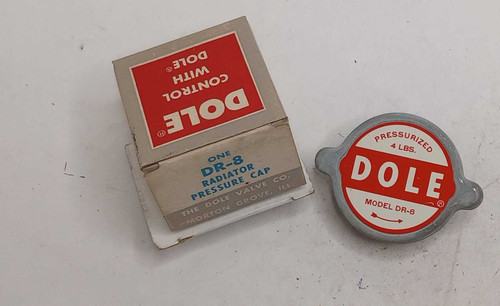 DOLE®
CONTROL
WITH
DOLE®
ONE
DR-8
RADIATOR
PRESSURE CAP
THE DOLE VALVE CO.
MORTON GROVE, ILL.
PRESSURIZED
4 LBS.
DOLE®
MODEL DR-8